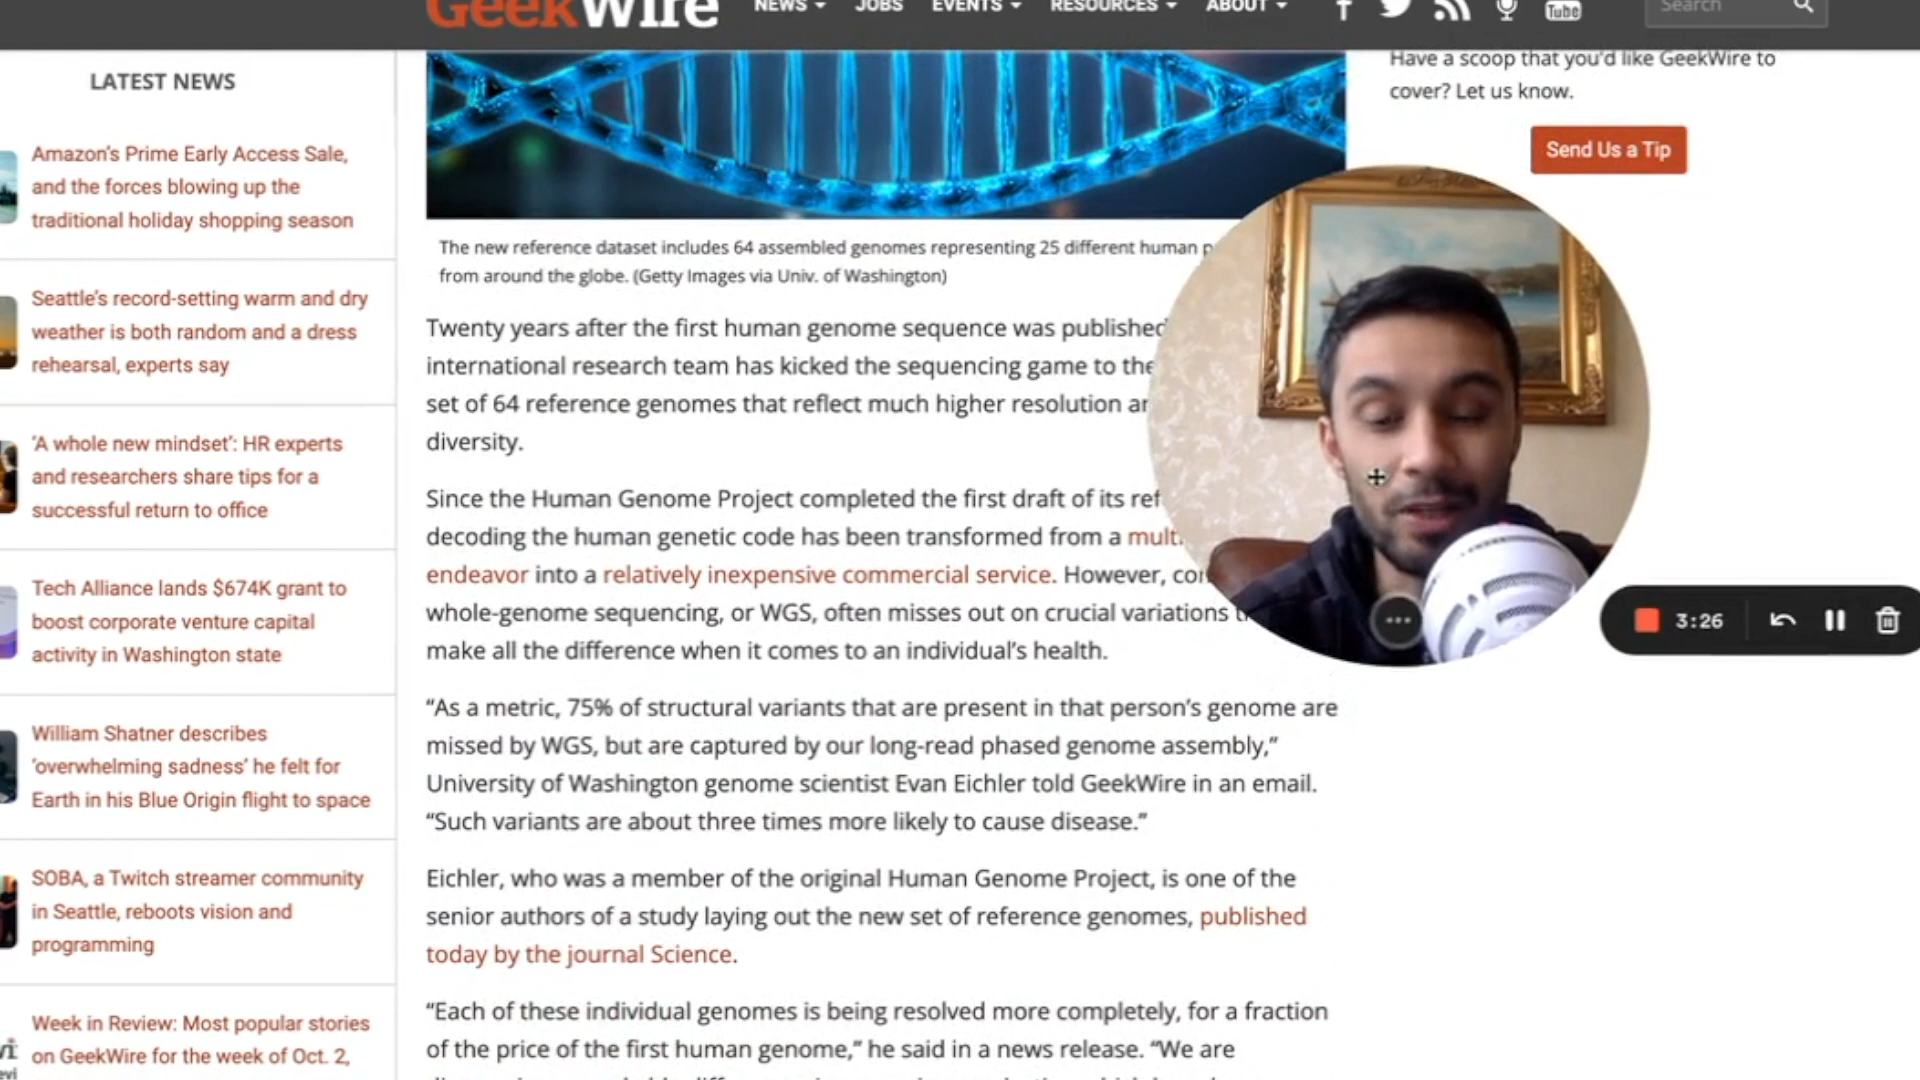 GeekWire
NEWS
JOBS
EVENTS
RESOURCES
ABOUT
Tube
Search
LATEST NEWS
Amazon's Prime Early Access Sale,
and the forces blowing up the
traditional holiday shopping season
Seattle's record-setting warm and dry
weather is both random and a dress
rehearsal, experts say
'A whole new mindset': HR experts
and researchers share tips for a
successful return to office
Tech Alliance lands $674K grant to
boost corporate venture capital
activity in Washington state
William Shatner describes
'overwhelming sadness' he felt for
Earth in his Blue Origin flight to space
SOBA, a Twitch streamer community
in Seattle, reboots vision and
programming
Week in Review: Most popular stories
on GeekWire for the week of Oct. 2,
The new reference dataset includes 64 assembled genomes representing 25 different human
from around the globe. (Getty Images via Univ. of Washington)
Twenty years after the first human genome sequence was published
international research team has kicked the sequencing game to the
set of 64 reference genomes that reflect much higher resolution
diversity.
Since the Human Genome Project completed the first draft of its
decoding the human genetic code has been transformed from a
endeavor into a relatively inexpensive commercial service. However,
whole-genome sequencing, or WGS, often misses out on crucial variations
make all the difference when it comes to an individual's health.
"As a metric, 75% of structural variants that are present in that person's genome are
missed by WGS, but are captured by our long-read phased genome assembly,"
University of Washington genome scientist Evan Eichler told GeekWire in an email.
"Such variants are about three times more likely to cause disease."
Eichler, who was a member of the original Human Genome Project, is one of the
senior authors of a study laying out the new set of reference genomes, published
today by the journal Science.
"Each of these individual genomes is being resolved more completely, for a fraction
of the price of the first human genome," he said in a news release. "We are
Have a scoop that you'd like GeekWire to
cover? Let us know.
Send Us a Tip
3:26